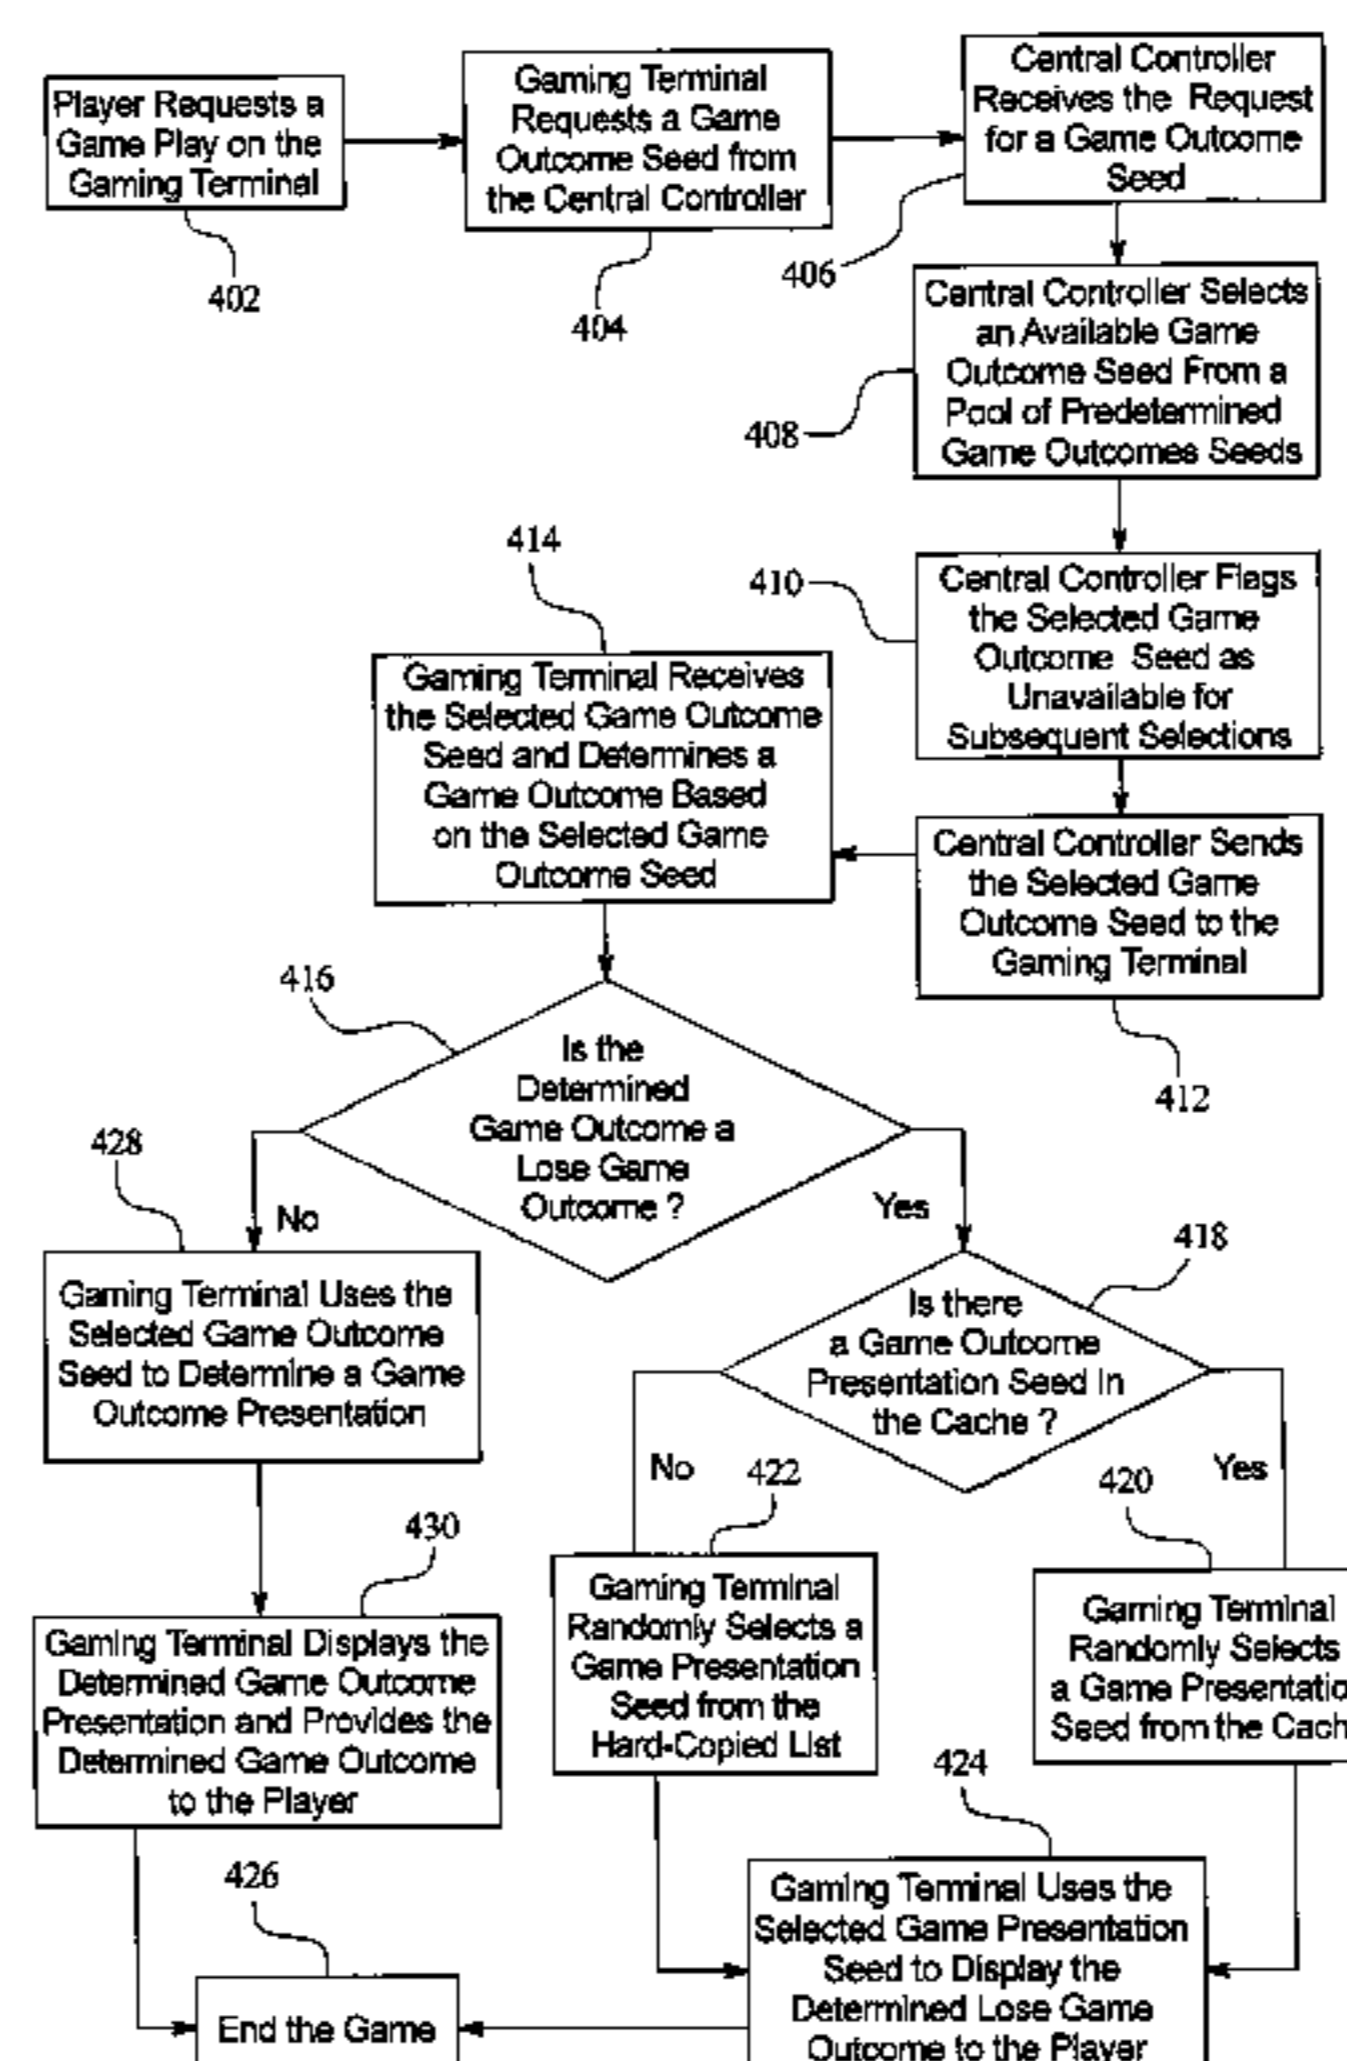 Player Requests a
Game Play on the
Gaming Terminal
402
Gaming Terminal
Requests a Game
Outcome Seed from
the Central Controller
404
Central Controller
Receives the Request
for a Game Outcome
Seed
406
Central Controller Selects
an Available Game
Outcome Seed From a
Pool of Predetermined
Game Outcomes Seeds
408
Central Controller Flags
the Selected Game
Outcome Seed as
Unavailable for
Subsequent Selections
410
Central Controller Sends
the Selected Game
Outcome Seed to the
Gaming Terminal
412
414
Gaming Terminal Receives
the Selected Game Outcome
Seed and Determines a
Game Outcome Based
on the Selected Game
Outcome Seed
416
Is the
Determined
Game Outcome a
Lose Game
Outcome ?
No
Yes
428
Gaming Terminal Uses the
Selected Game Outcome
Seed to Determine a Game
Outcome Presentation
418
Is there
a Game Outcome
Presentation Seed in
the Cache ?
No
Yes
430
Gaming Terminal Displays the
Determined Game Outcome
Presentation and Provides the
Determined Game Outcome
to the Player
422
Gaming Terminal
Randomly Selects a
Game Presentation
Seed from the
Hard-Copied List
420
Gaming Terminal
Randomly Selects
a Game Presentatio
Seed from the Cach
424
Gaming Terminal Uses the
Selected Game Presentation
Seed to Display the
Determined Lose Game
Outcome to the Player
426
End the Game